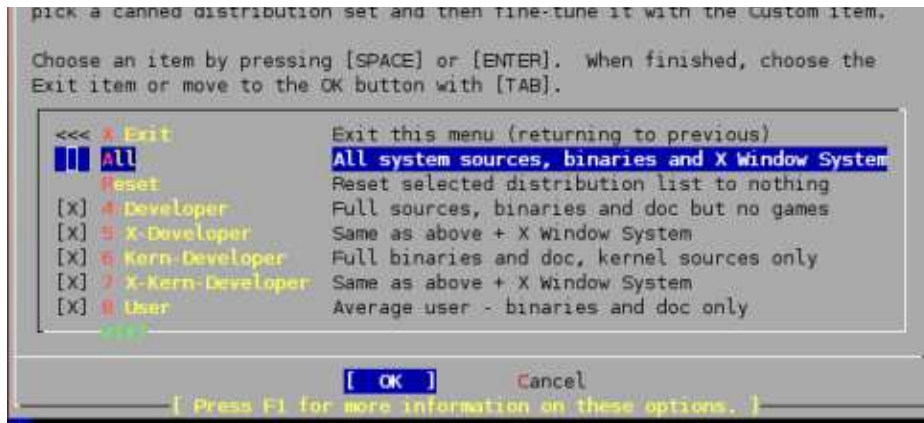 pick a canned distribution set and then fine-tune it with the Custom item.
Choose an item by pressing [SPACE] or [ENTER]. When finished, choose the
Exit item or move to the OK button with [TAB].
<<< X Exit Exit this menu (returning to previous)
[ ] All All system sources, binaries and X Window System
Reset Reset selected distribution list to nothing
[X] 4 Developer Full sources, binaries and doc but no games
[X] 5 X-Developer Same as above + X Window System
[X] 6 Kern-Developer Full binaries and doc, kernel sources only
[X] 7 X-Kern-Developer Same as above + X Window System
[X] 8 User Average user - binaries and doc only
[ OK ] Cancel
[ Press F1 for more information on these options. ]